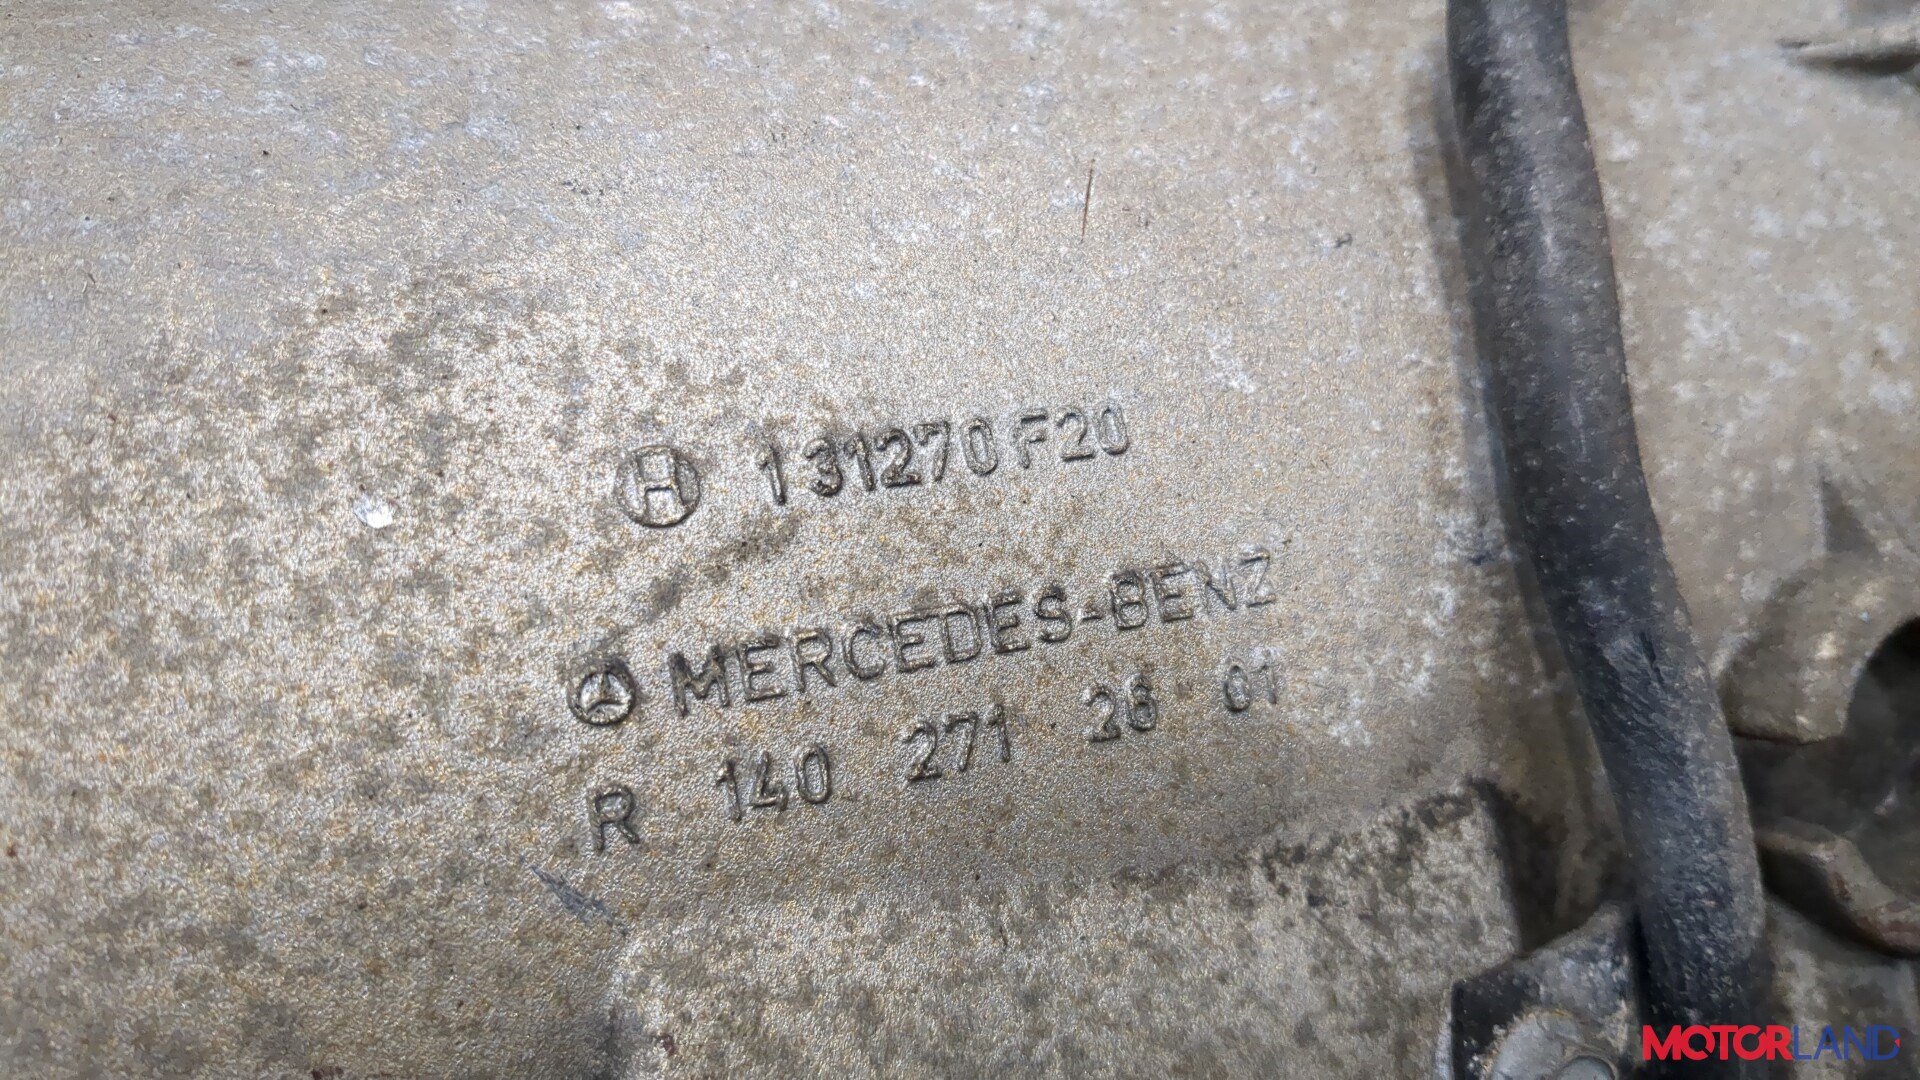 H 131270 F20
MERCEDES-BENZ
R 140 271 26 01
MOTORLAND